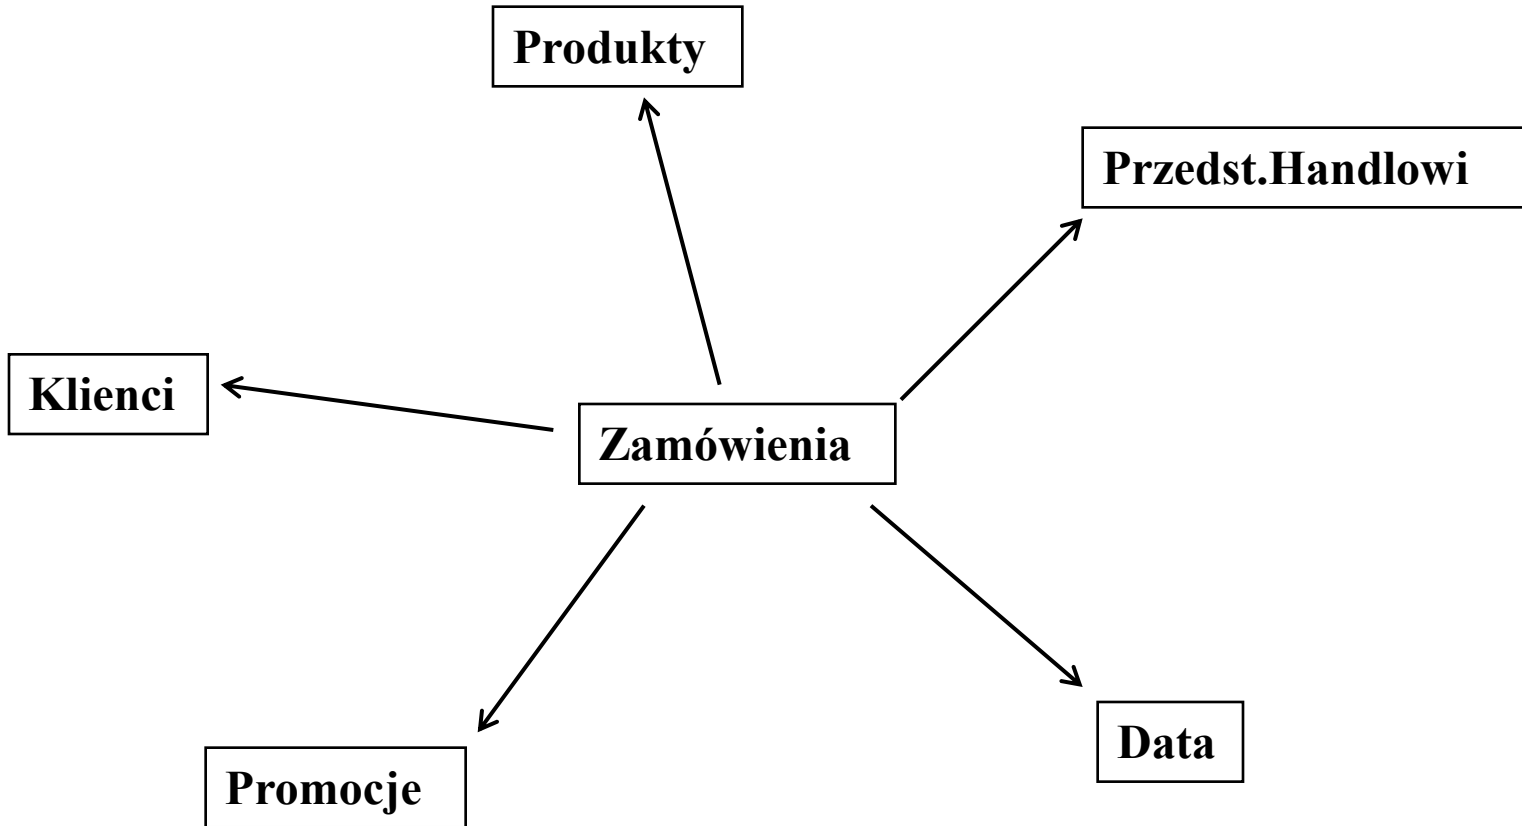 Produkty
Przedst.Handlowi
Klienci
Zamówienia
Data
Promocje